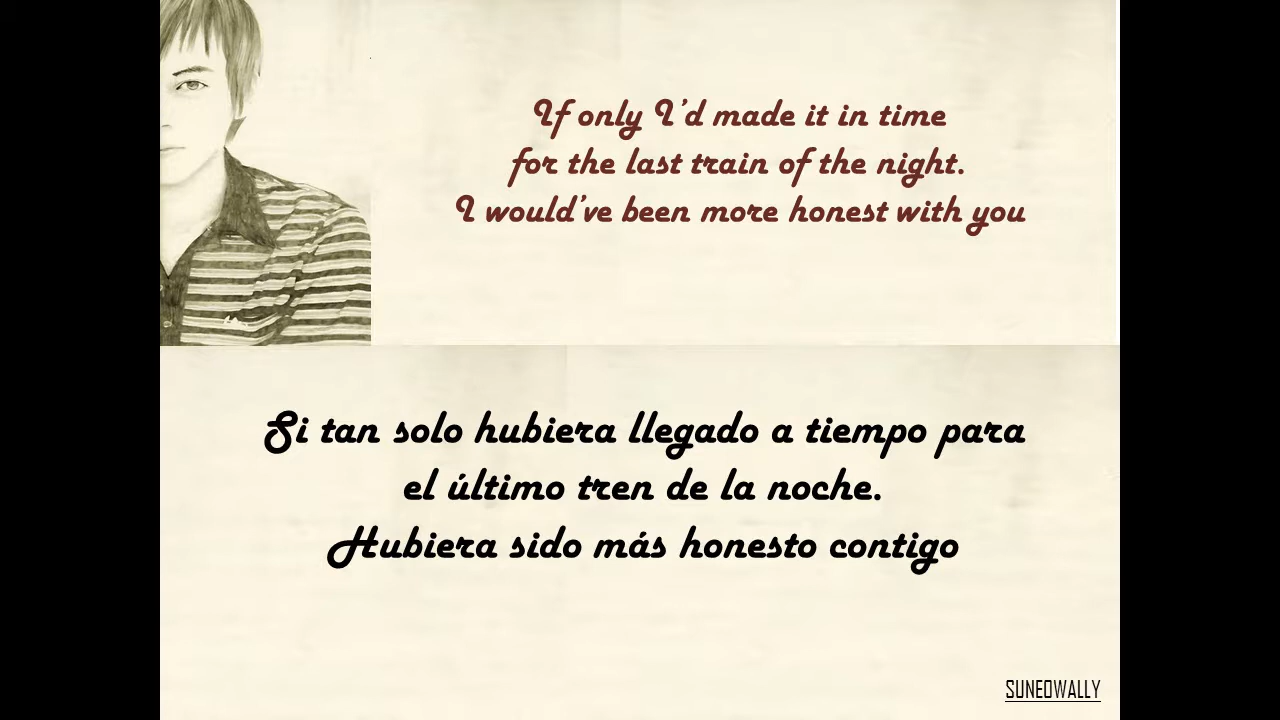 If only I'd made it in time
for the last train of the night.
I would've been more honest with you
Si tan solo hubiera llegado a tiempo para
el último tren de la noche.
Hubiera sido más honesto contigo
SUNEOWALLY